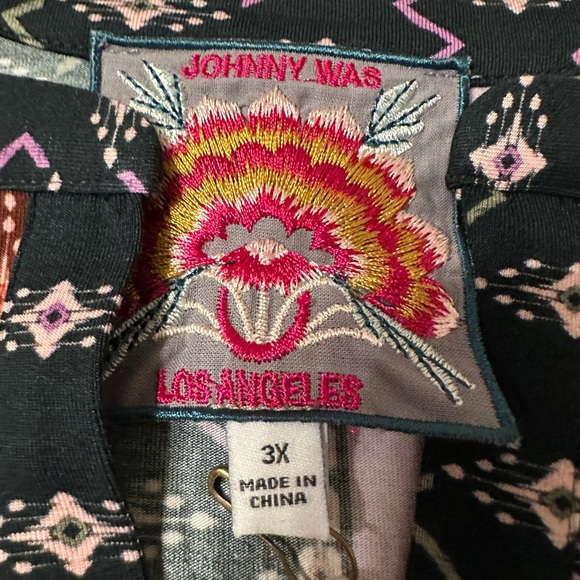 JOHNNY WAS
LOS ANGELES
3X
MADE IN
CHINA